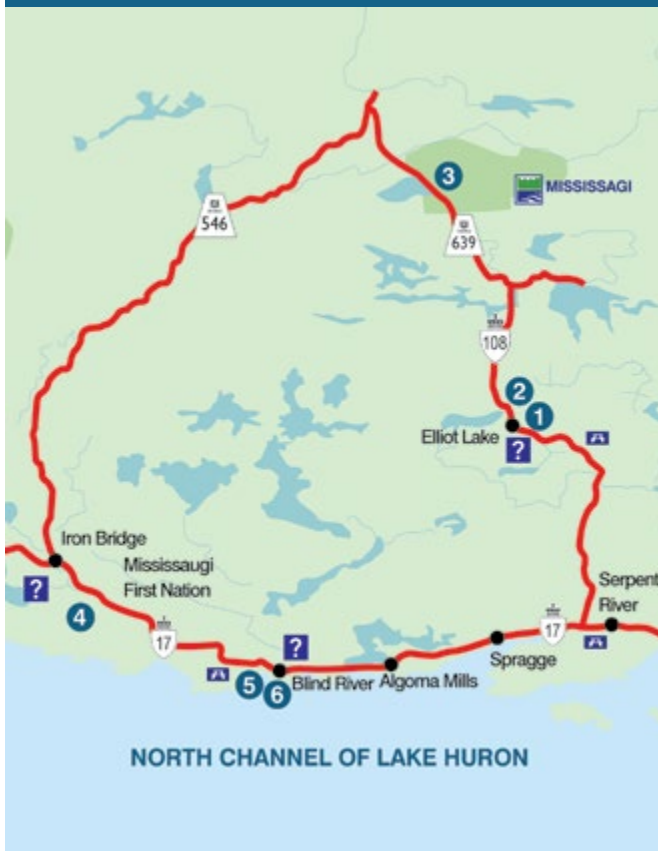 3
MISSISSAGI
546
639
108
2
1
Elliot Lake
?
Iron Bridge
?
Mississaugi
First Nation
4
17
Serpent
River
17
Spragge
?
5
6
Blind River
Algoma Mills
NORTH CHANNEL OF LAKE HURON